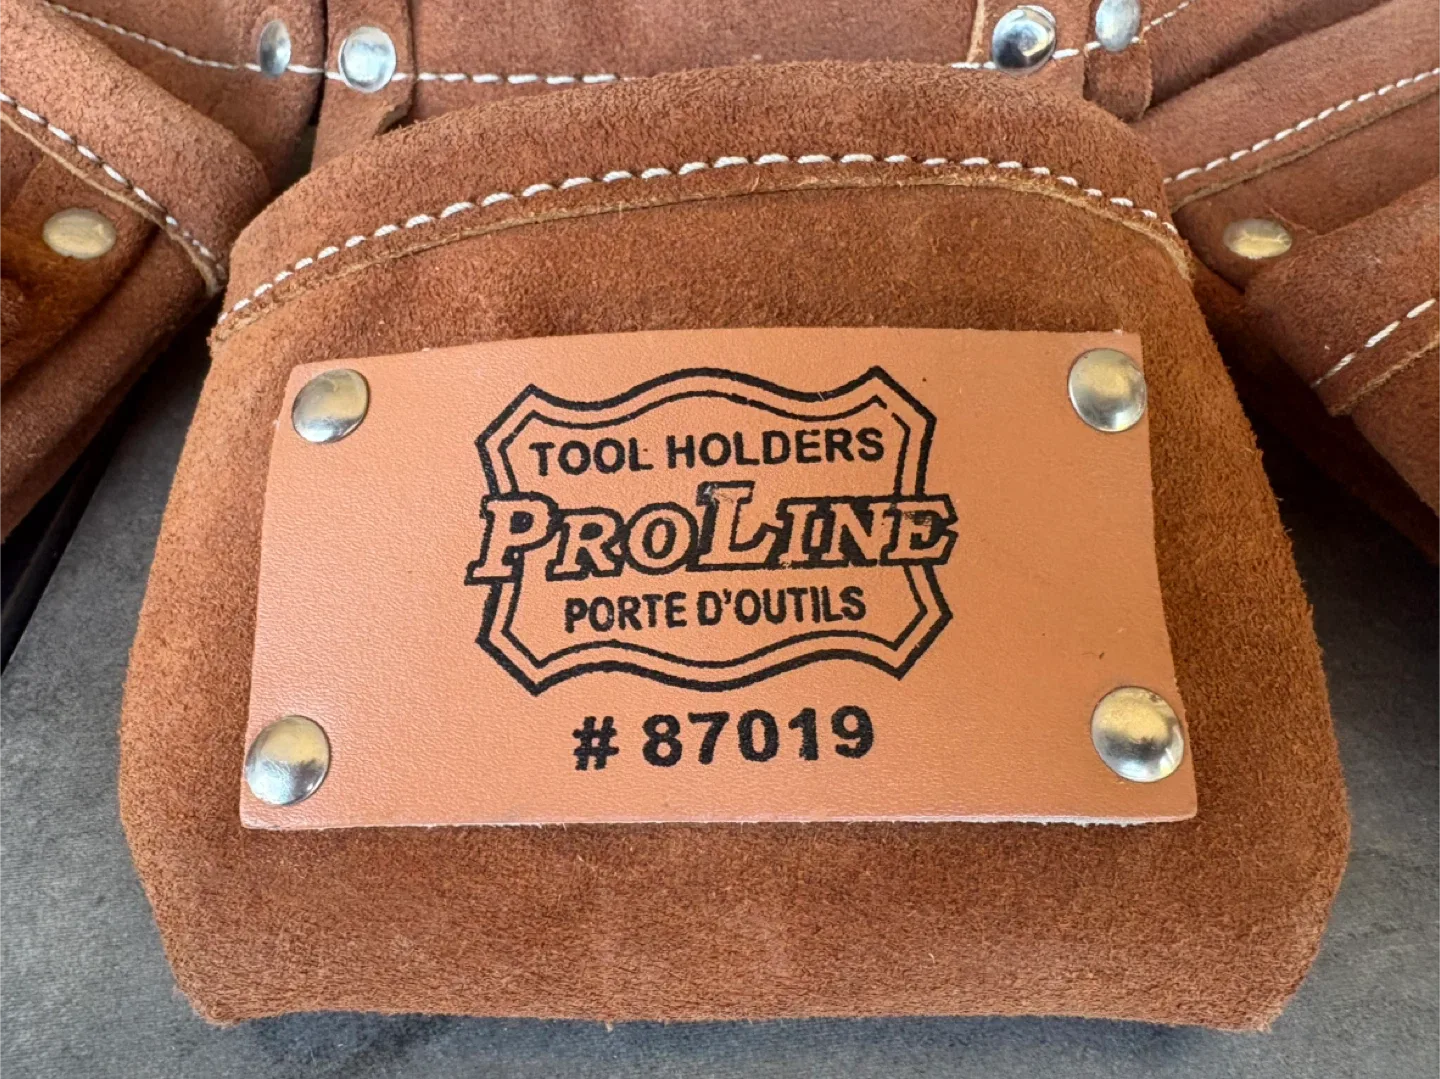 TOOL HOLDERS
PROLINE
PORTE D'OUTILS
# 87019